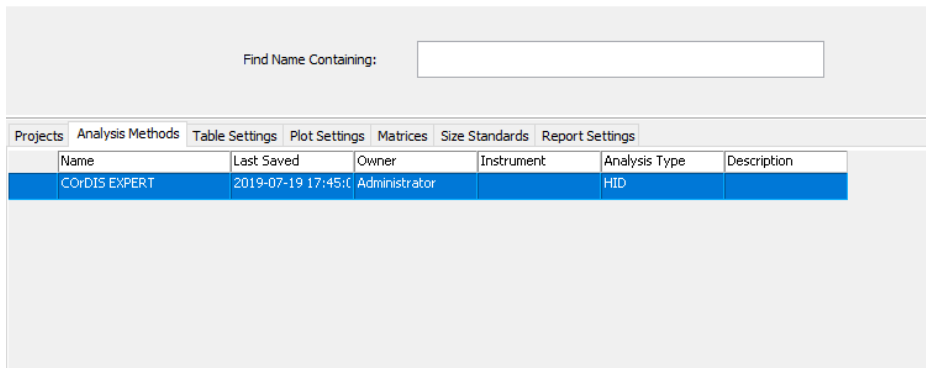 Find Name Containing:
Projects Analysis Methods Table Settings Plot Settings Matrices Size Standards Report Settings
Name Last Saved Owner Instrument Analysis Type Description
COrDIS EXPERT 2019-07-19 17:45:0 Administrator HID